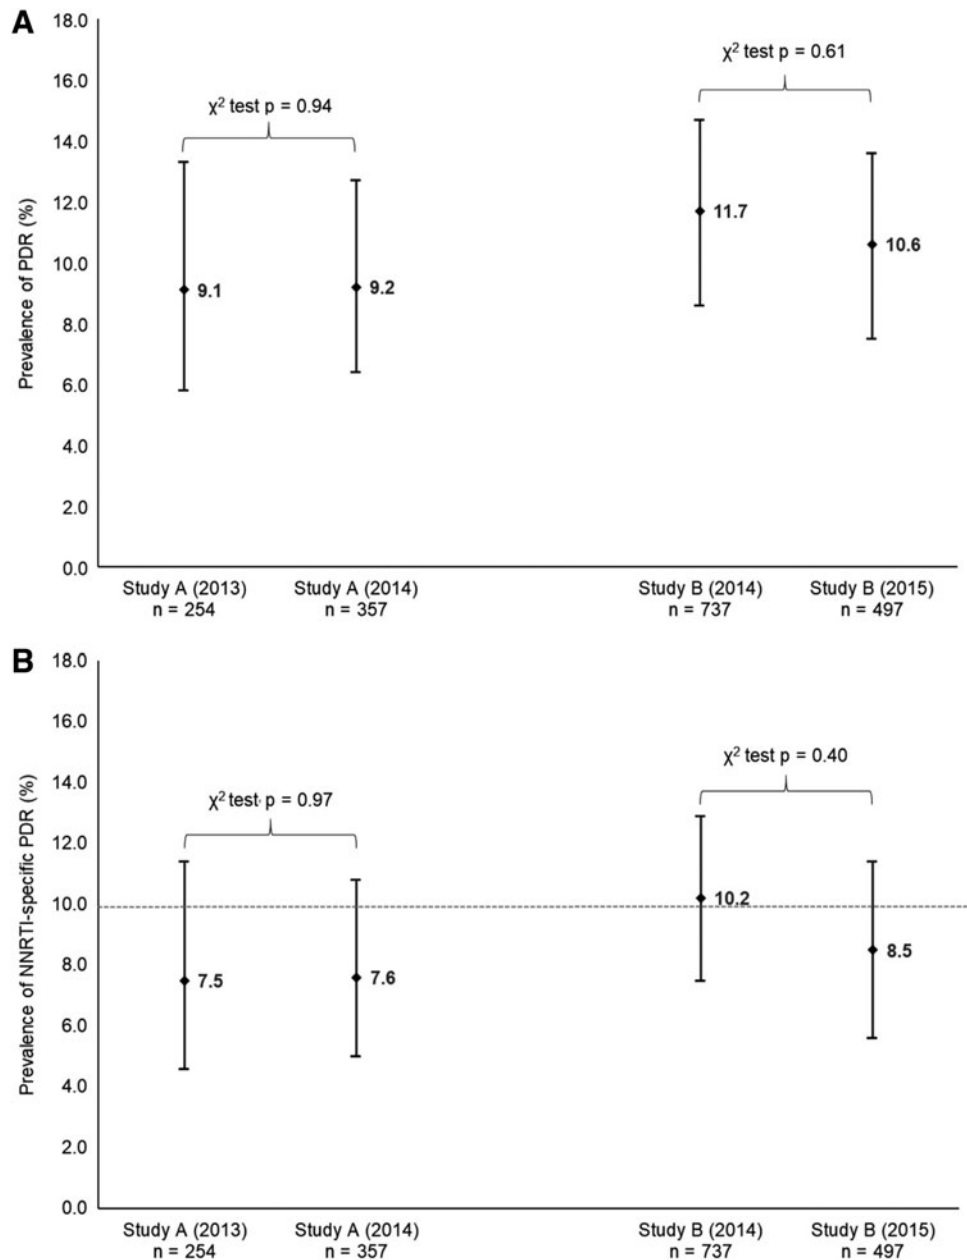 A
18.0
16.0
14.0
12.0
10.0
8.0
6.0
4.0
2.0
0.0
Prevalence of PDR (%)
χ² test p = 0.94
χ² test p = 0.61
9.1
9.2
11.7
10.6
Study A (2013)
n = 254
Study A (2014)
n = 357
Study B (2014)
n = 737
Study B (2015)
n = 497
B
18.0
16.0
14.0
12.0
10.0
8.0
6.0
4.0
2.0
0.0
Prevalence of NNRTI-specific PDR (%)
χ² test p = 0.97
χ² test p = 0.40
7.5
7.6
10.2
8.5
Study A (2013)
n = 254
Study A (2014)
n = 357
Study B (2014)
n = 737
Study B (2015)
n = 497